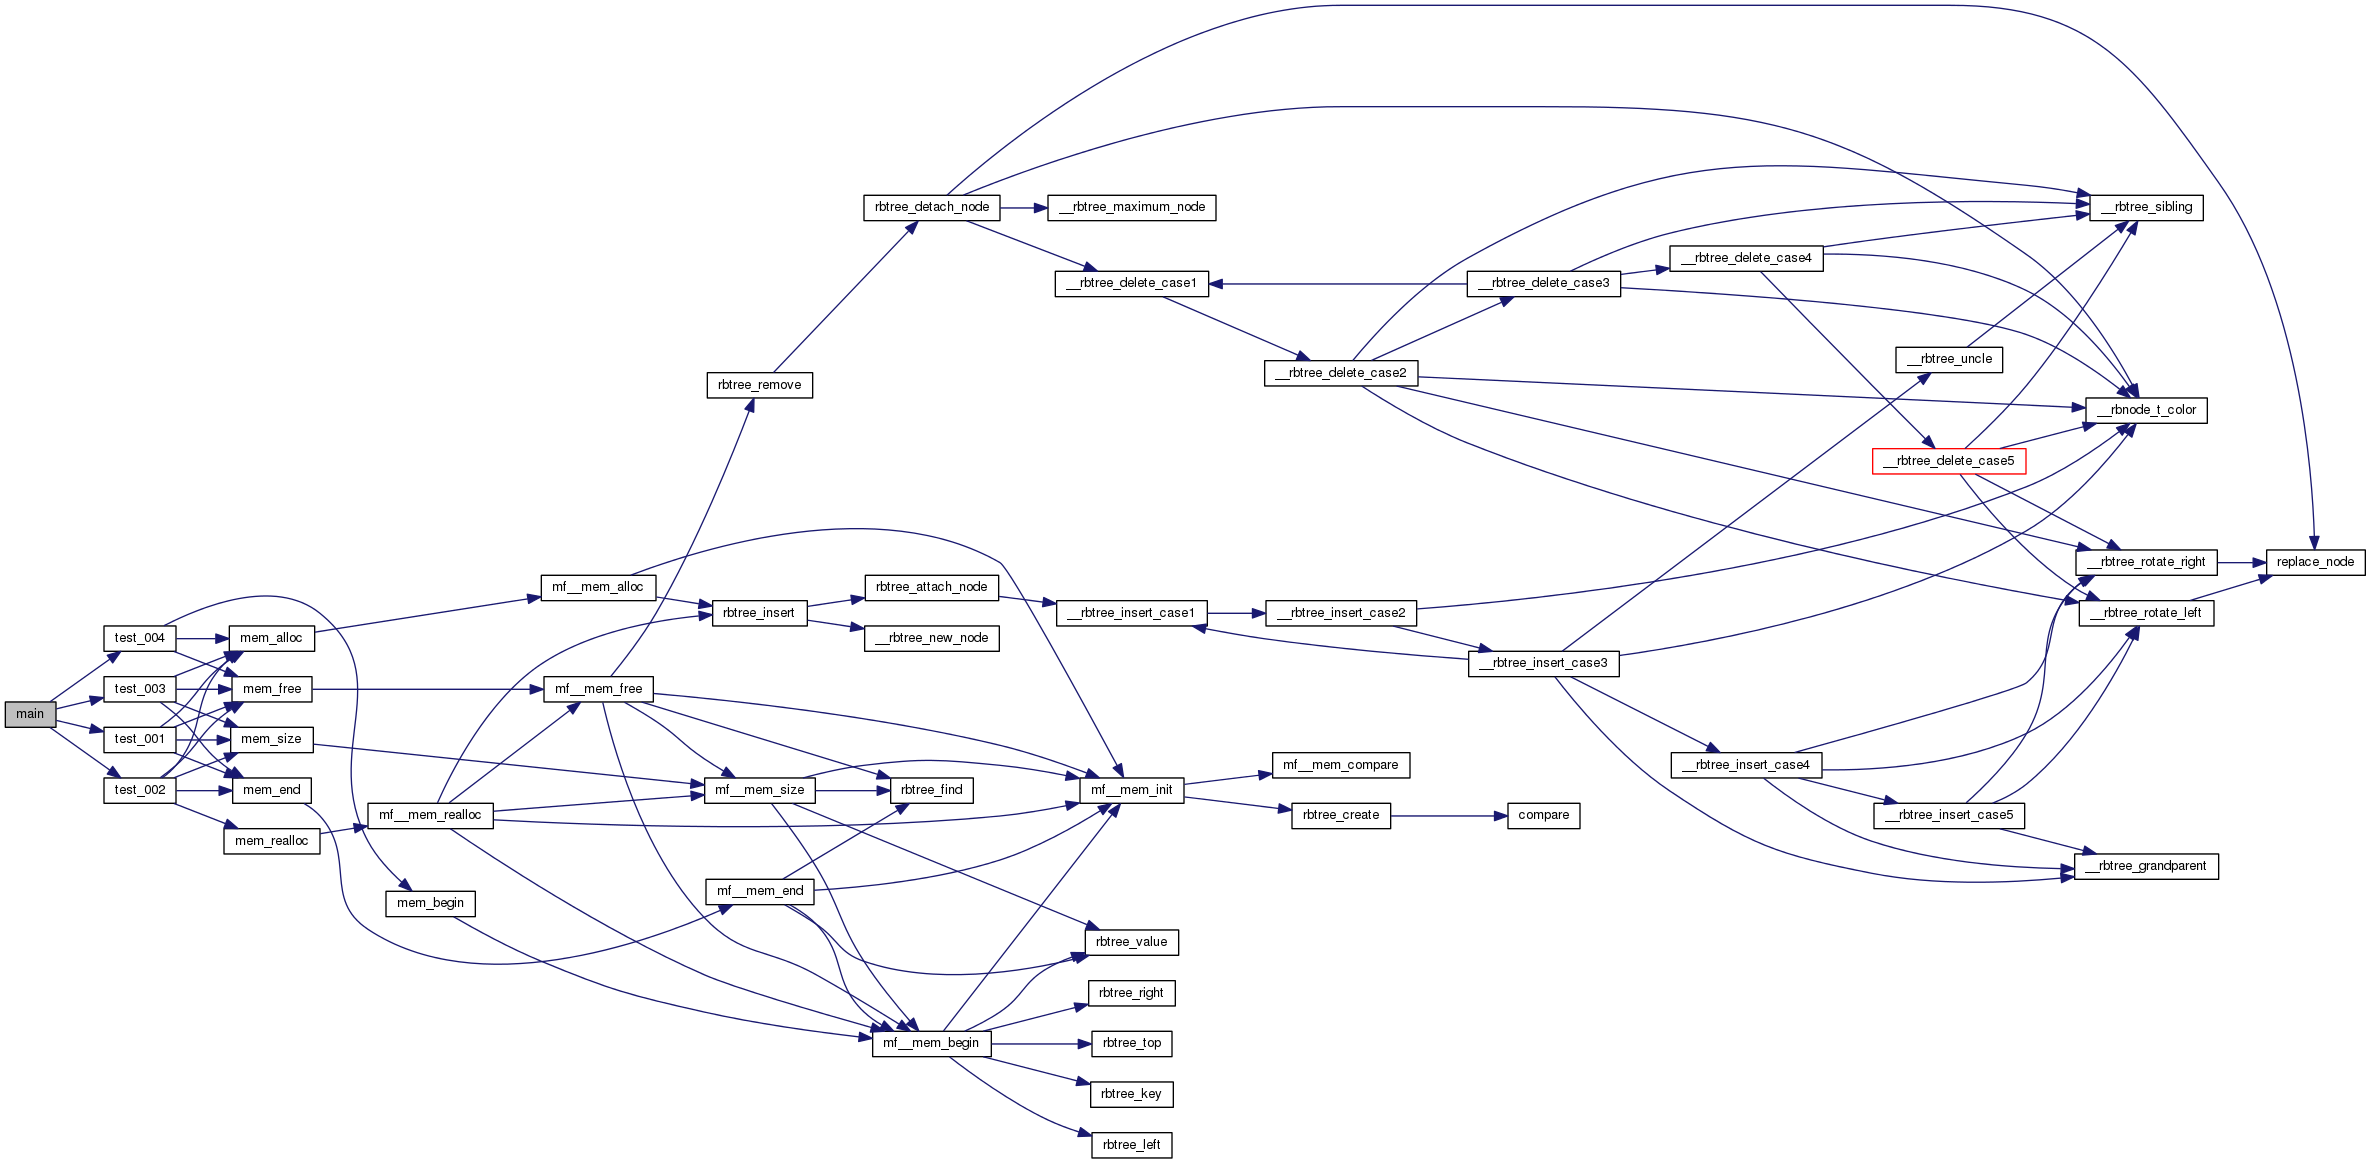 main
test_004
test_003
test_001
test_002
mem_alloc
mem_free
mem_size
mem_end
mem_realloc
mf__mem_realloc
mem_begin
mf__mem_alloc
mf__mem_free
rbtree_remove
rbtree_insert
mf__mem_size
mf__mem_end
rbtree_detach_node
rbtree_attach_node
__rbtree_new_node
rbtree_find
mf__mem_begin
__rbtree_maximum_node
__rbtree_delete_case1
__rbtree_insert_case1
mf__mem_init
rbtree_value
rbtree_right
rbtree_top
rbtree_key
rbtree_left
__rbtree_delete_case2
__rbtree_insert_case2
mf__mem_compare
rbtree_create
__rbtree_delete_case3
__rbtree_insert_case3
compare
__rbtree_delete_case4
__rbtree_insert_case4
__rbtree_uncle
__rbtree_delete_case5
__rbtree_insert_case5
__rbtree_sibling
__rbnode_t_color
__rbtree_rotate_right
__rbtree_rotate_left
__rbtree_grandparent
replace_node